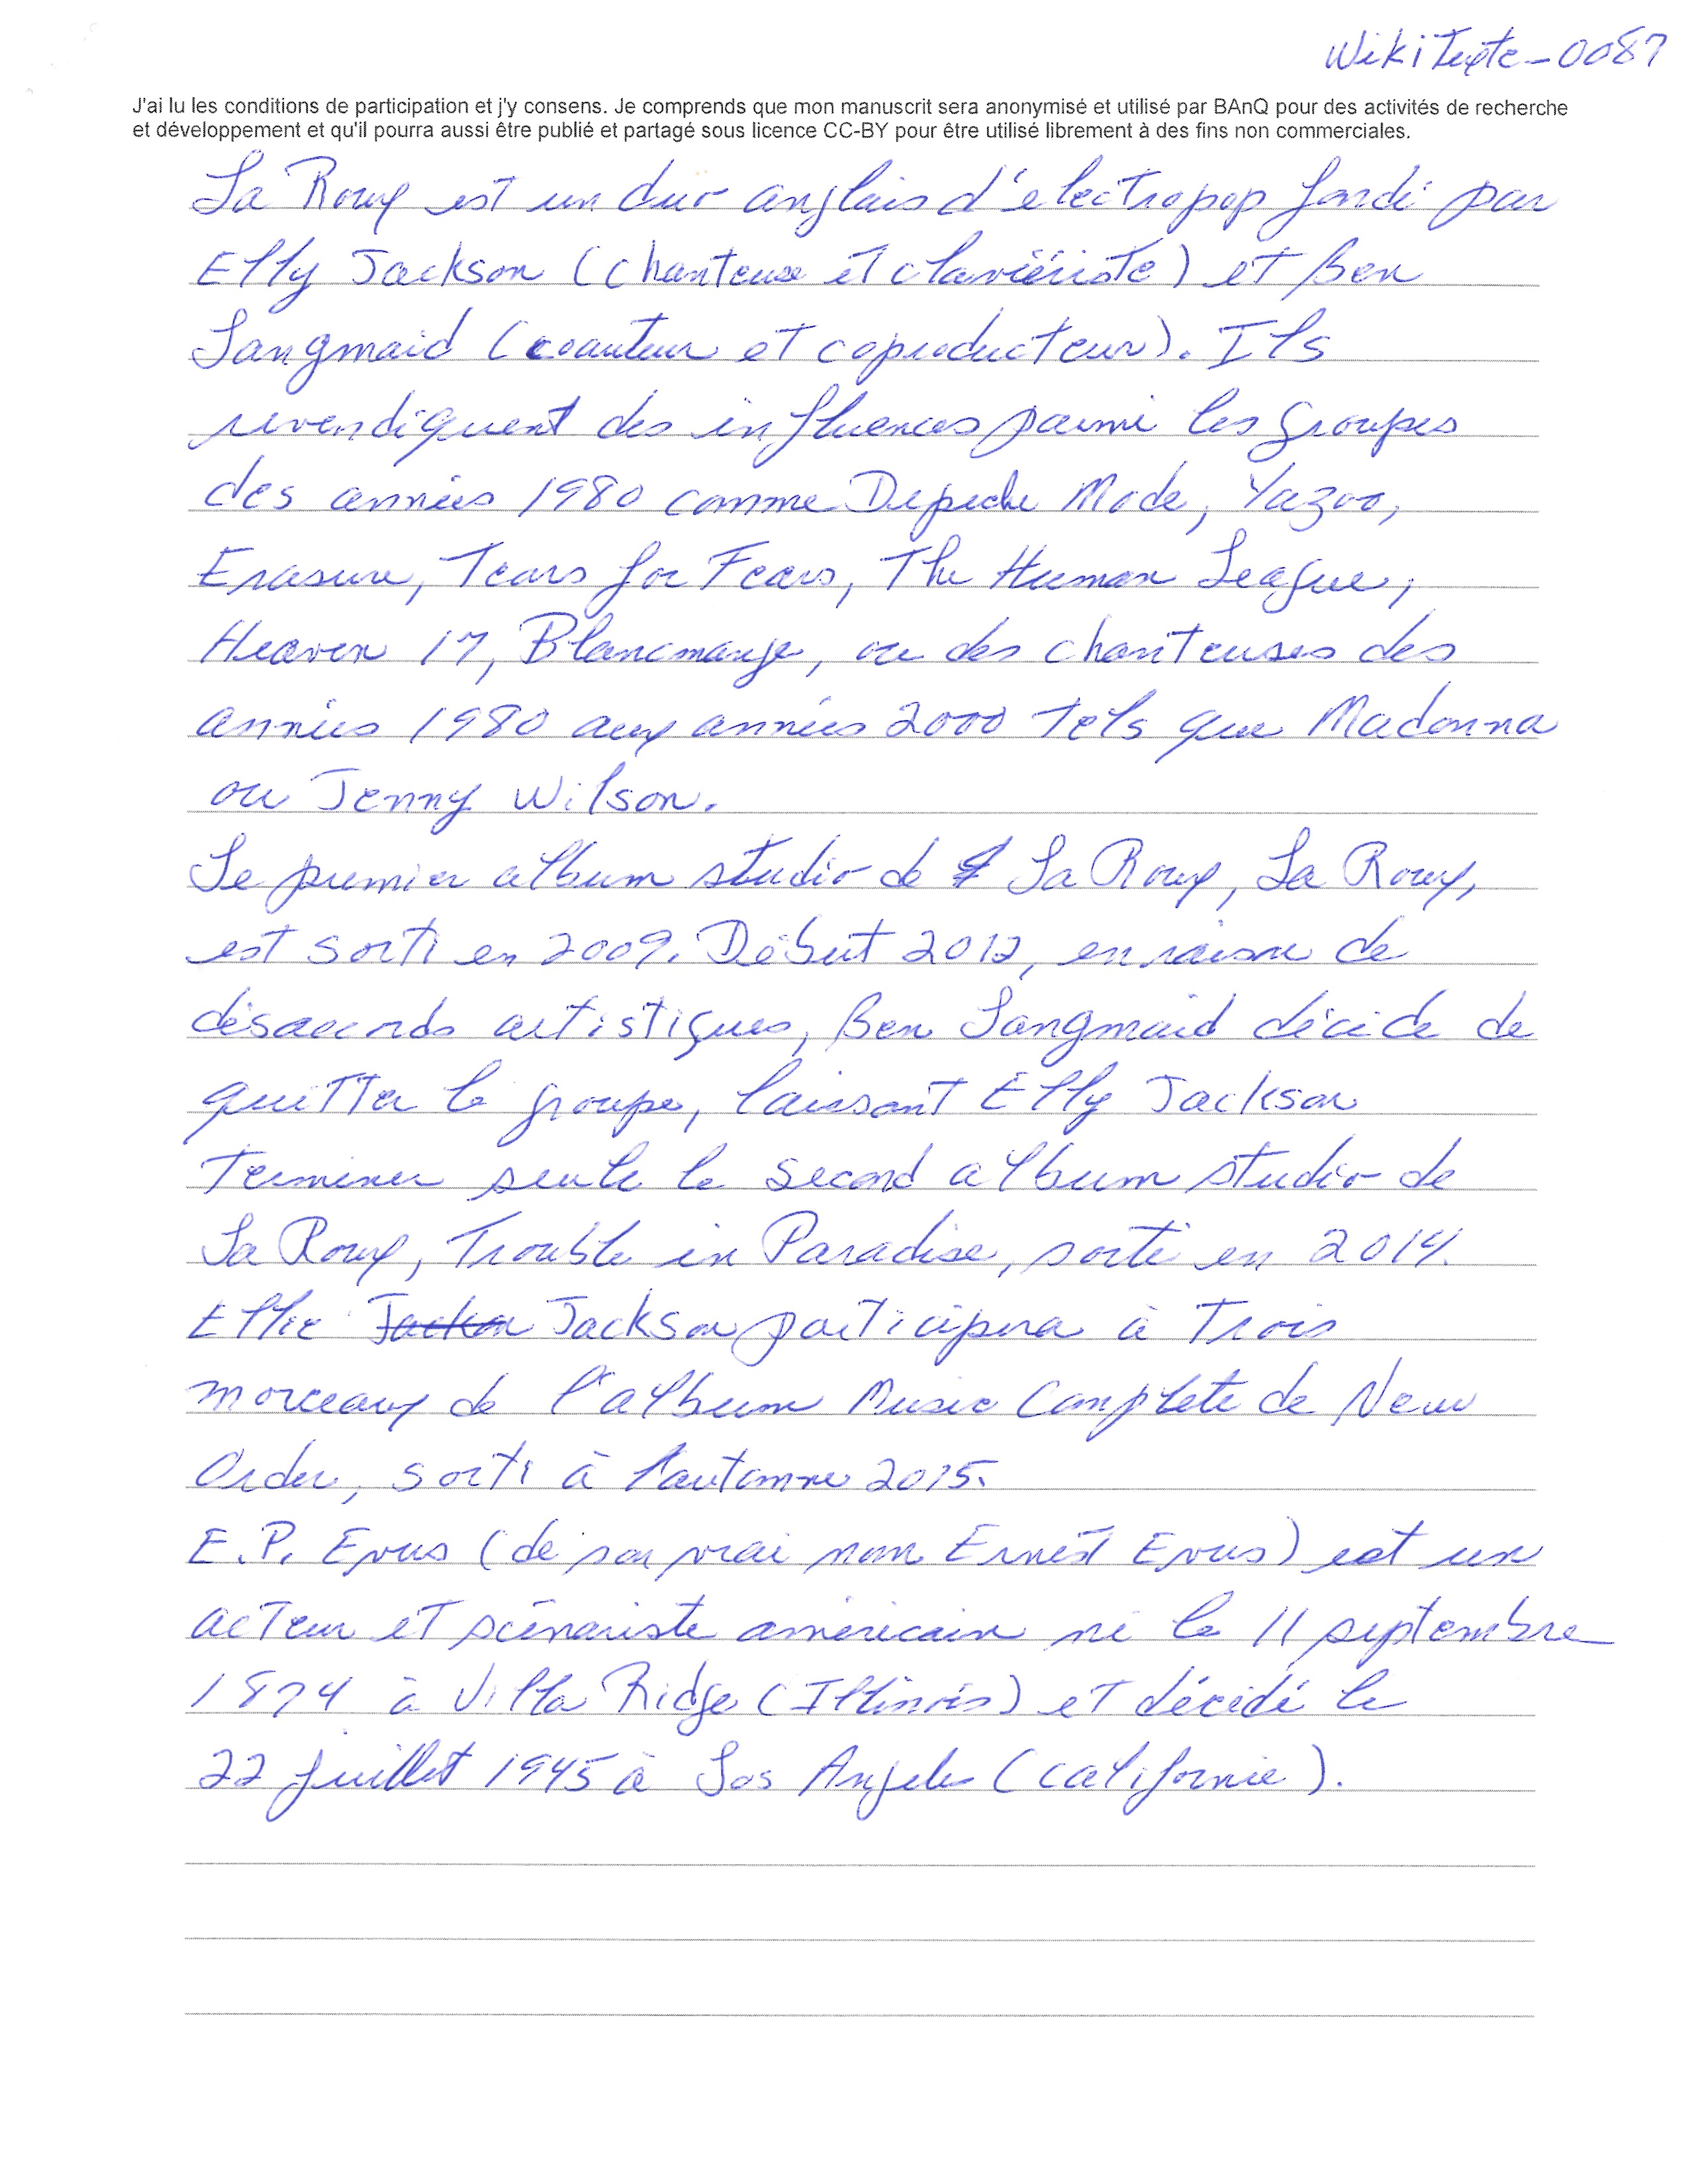 WikiTexte-0087
J'ai lu les conditions de participation et j'y consens. Je comprends que mon manuscrit sera anonymisé et utilisé par BAnQ pour des activités de recherche
et développement et qu'il pourra aussi être publié et partagé sous licence CC-BY pour être utilisé librement à des fins non commerciales.
La Roux est un duo anglais d'électropop fondé par
Elly Jackson (chanteuse et claviériste) et Ben
Langmaid (coauteur et coproducteur). Ils
revendiquent des influences parmi les groupes
des années 1980 comme Depeche Mode, Yazoo,
Erasure, Tears for Fears, The Human League,
Heaven 17, Blancmange, ou des chanteuses des
années 1980 aux années 2000 tels que Madonna
ou Jenny Wilson.
Le premier album studio de La Roux, La Roux,
est sorti en 2009. Début 2012, en raison de
désaccords artistiques, Ben Langmaid décide de
quitter le groupe, laissant Elly Jackson
terminer seule le second album studio de
La Roux, Trouble in Paradise, sorti en 2014.
Ellie Jackson participera à trois
morceaux de l'album Music Complete de New
Order, sorti à l'automne 2015.
E.P. Evus (de son vrai nom Ernest Evus) est un
acteur et scénariste américain né le 11 septembre
1874 à Villa Ridge (Illinois) et décédé le
22 juillet 1945 à Los Angeles (Californie).